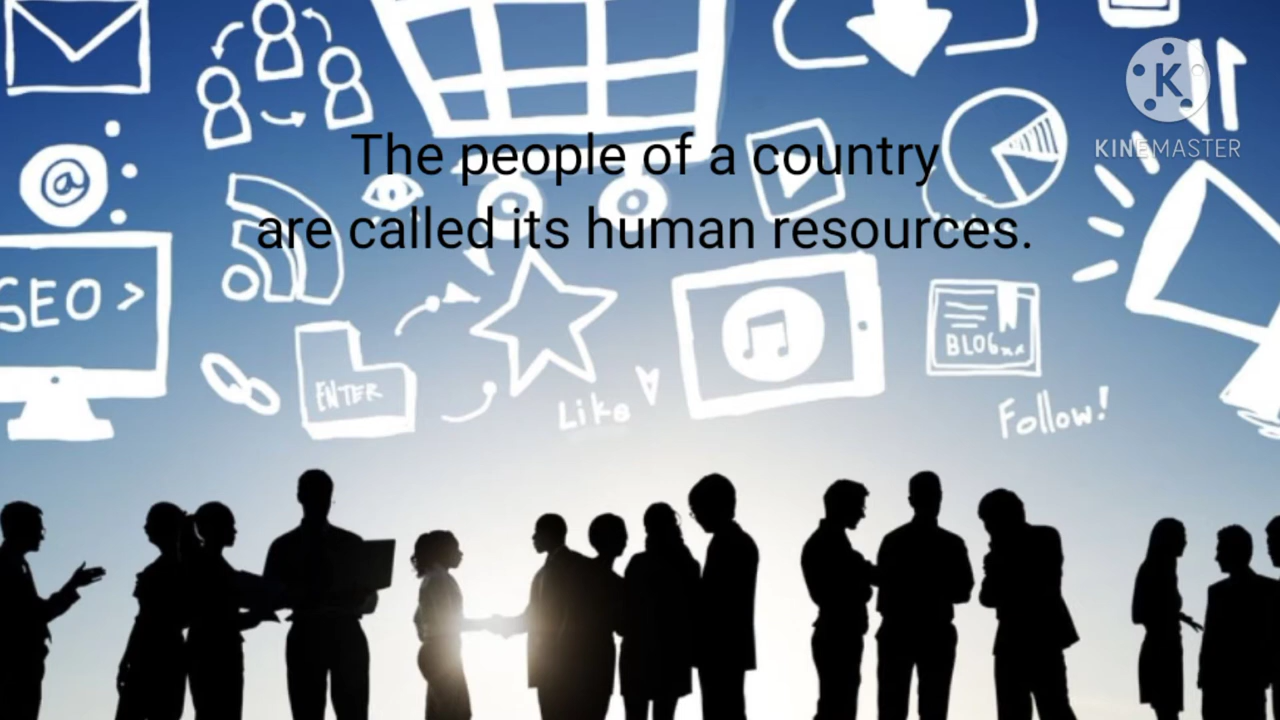 K
KINEMASTER
The people of a country
are called its human resources.
@
SEO >
ENTER
BLOG
Like
Follow!